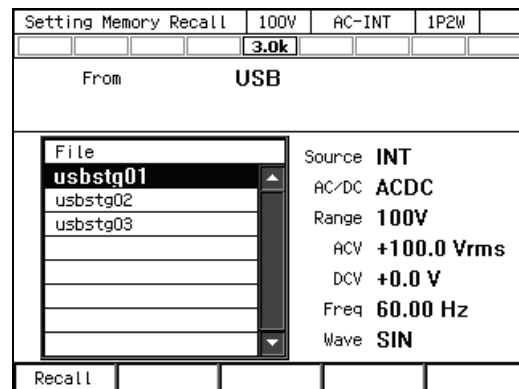 Setting Memory Recall 100V AC-INT 1P2W
3.0k
From USB
File
usbstg01
usbstg02
usbstg03
Source INT
AC/DC ACDC
Range 100V
ACV +100.0 Vrms
DCV +0.0 V
Freq 60.00 Hz
Wave SIN
Recall